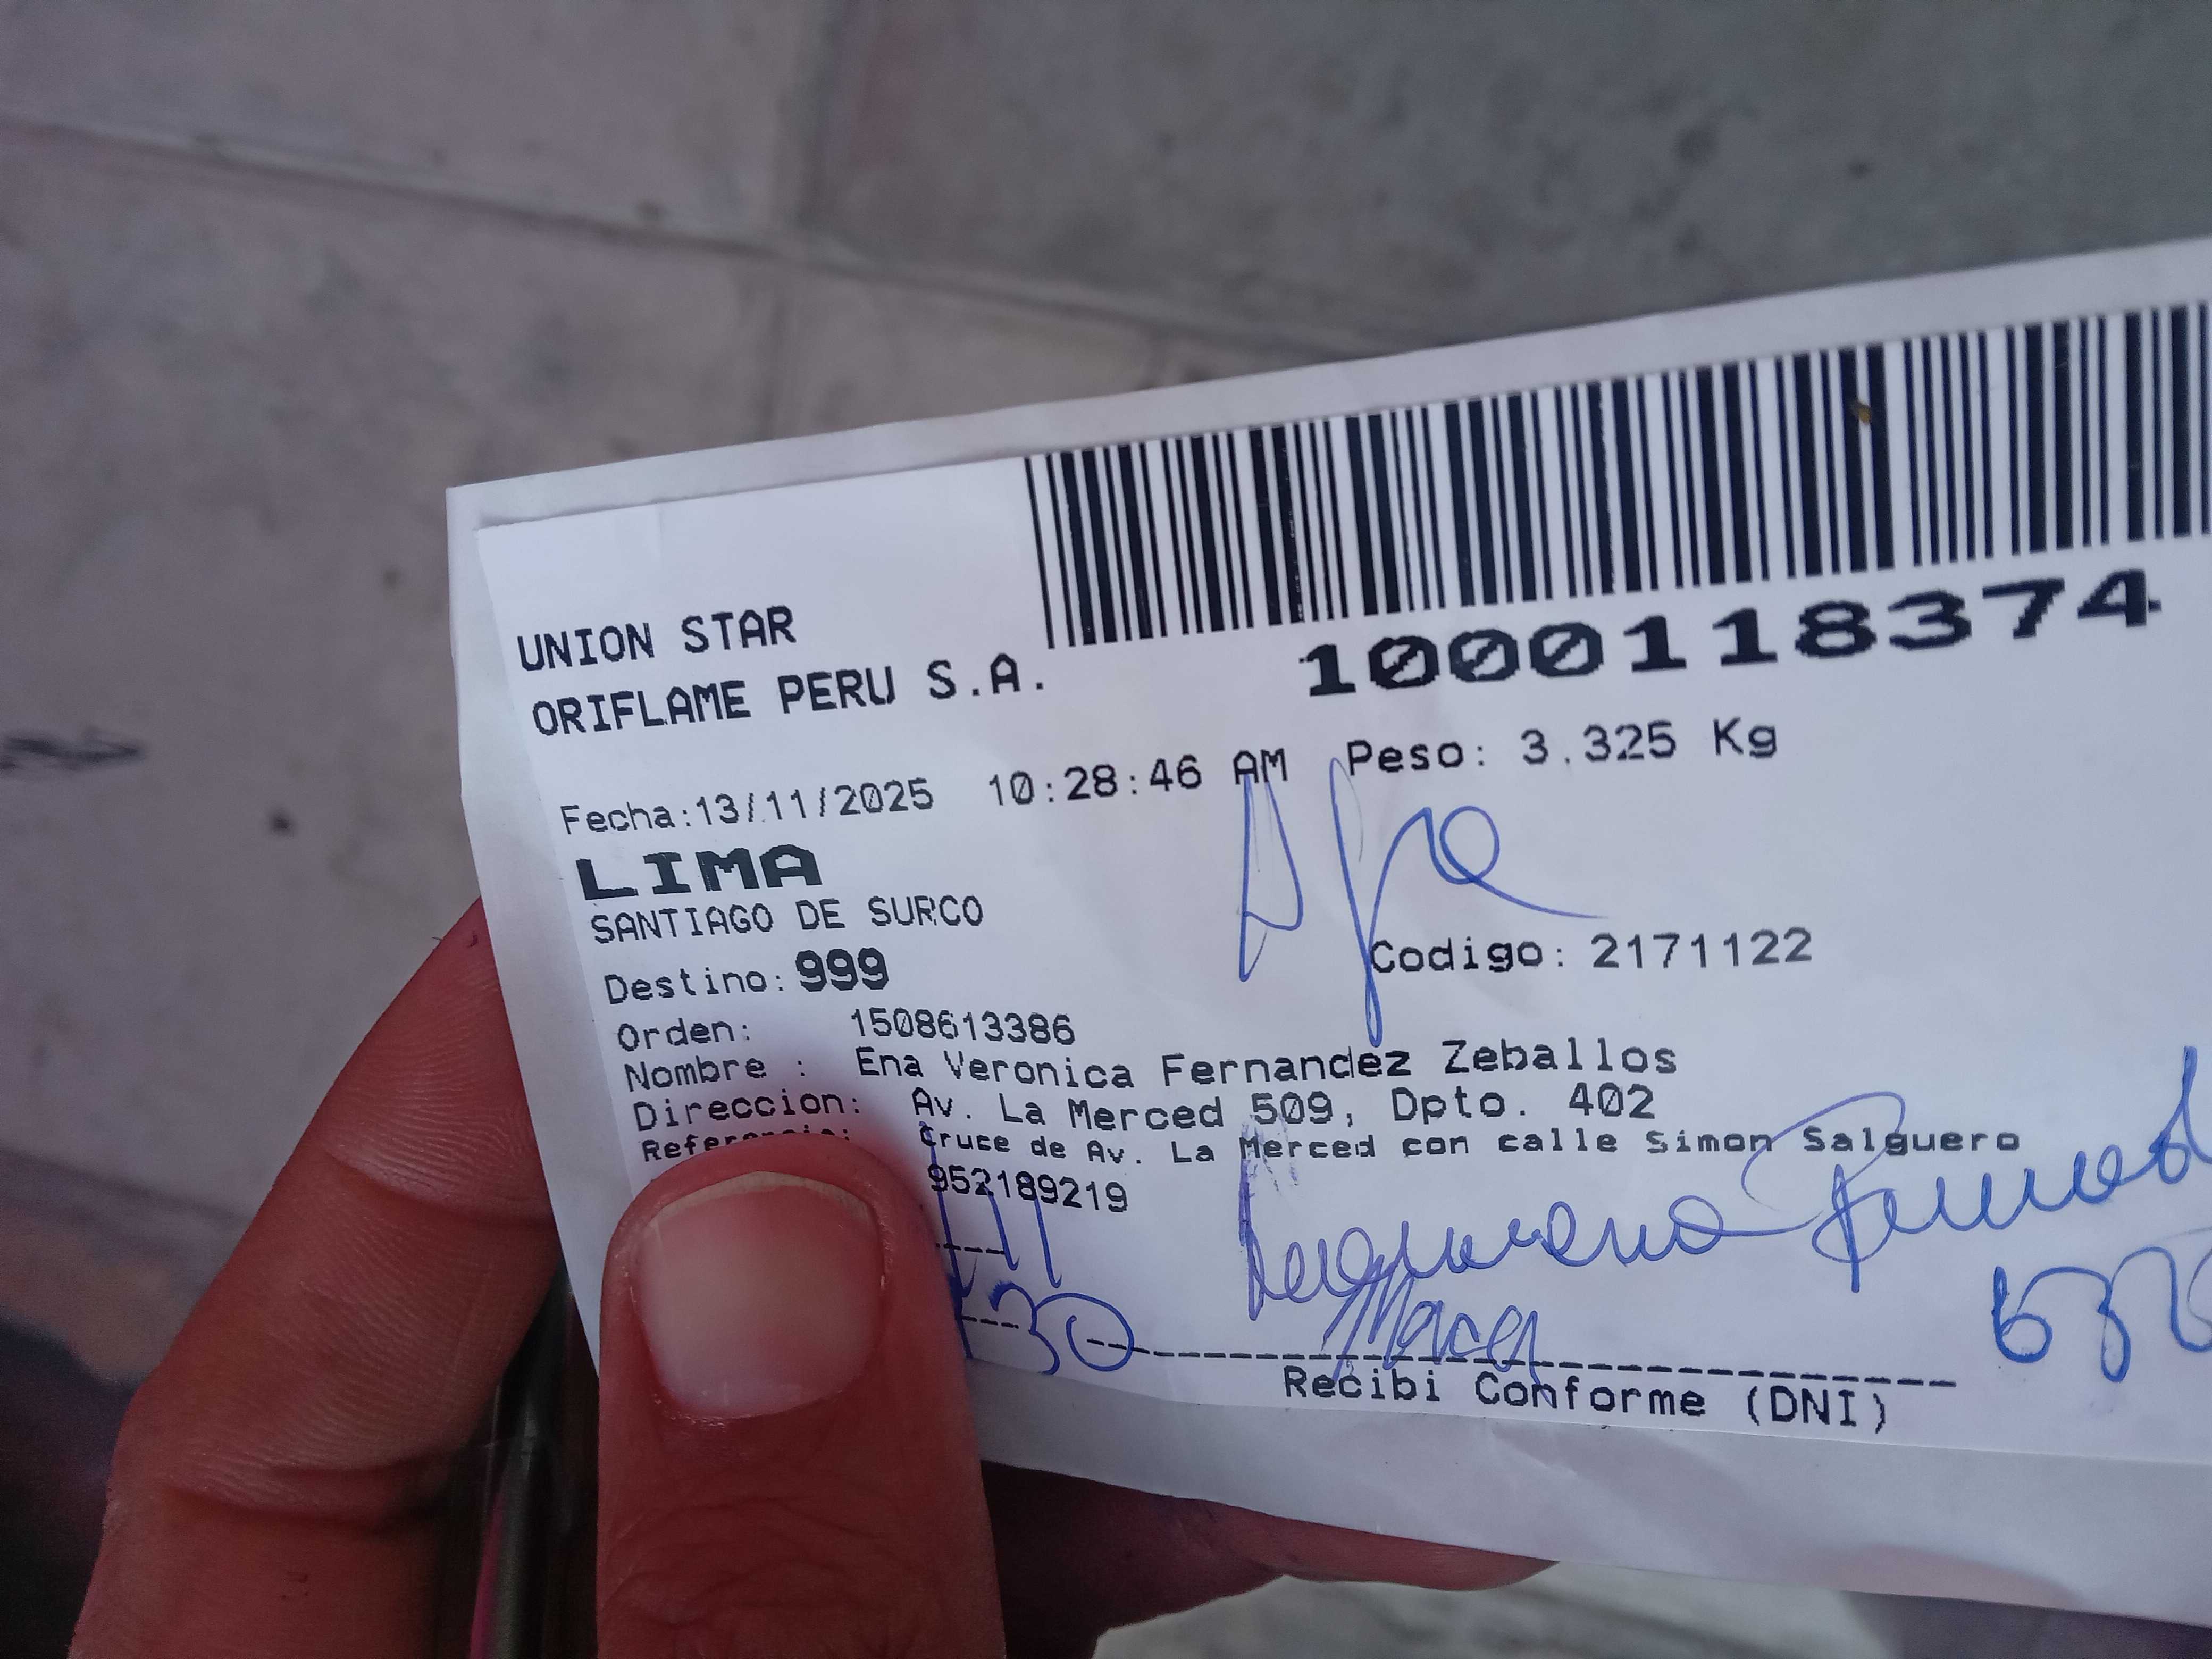 1000118374
UNION STAR
ORIFLAME PERU S.A.
Fecha:13/11/2025 10:28:46 AM Peso: 3.325 Kg
LIMA
SANTIAGO DE SURCO
Destino: 999 Codigo: 2171122
Orden: 1508613386
Nombre : Ena Veronica Fernandez Zeballos
Direccion: Av. La Merced 509, Dpto. 402
Cruce de Av. La Merced con calle Simon Salguero
952189219
30
Recibi Conforme (DNI)